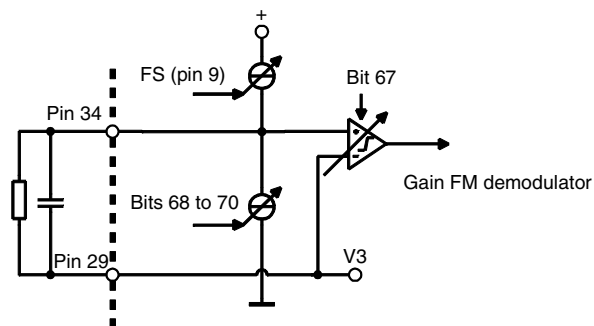 +
FS (pin 9)
Bit 67
Pin 34
Gain FM demodulator
Bits 68 to 70
Pin 29
V3